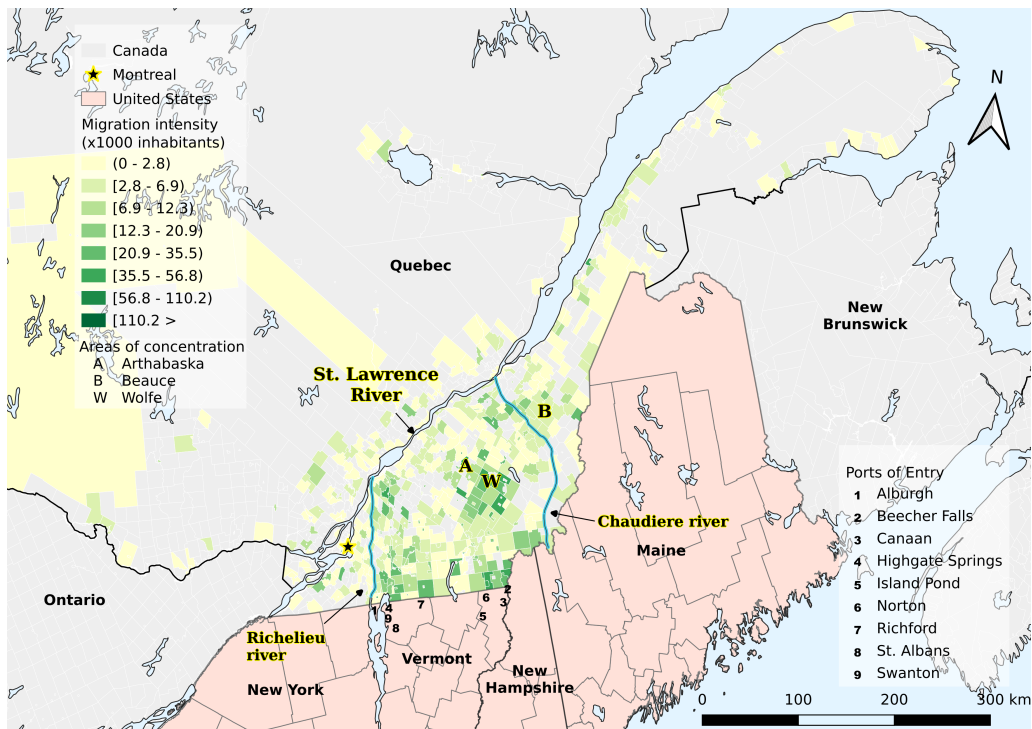 Canada
Montreal
United States
Migration intensity
(x1000 inhabitants)
(0 - 2.8)
[2.8 - 6.9)
[6.9 - 12.3)
[12.3 - 20.9)
[20.9 - 35.5)
[35.5 - 56.8)
[56.8 - 110.2)
[110.2 >
Areas of concentration
A Arthabaska
B Beauce
W Wolfe
N
Quebec
New
Brunswick
St. Lawrence
River
B
A
W
Chaudiere river
Maine
Ontario
Richelieu
river
New York
Vermont
New
Hampshire
1
4
9
8
7
6
5
2
3
Ports of Entry
1 Alburgh
2 Beecher Falls
3 Canaan
4 Highgate Springs
5 Island Pond
6 Norton
7 Richford
8 St. Albans
9 Swanton
0 100 200 300 km